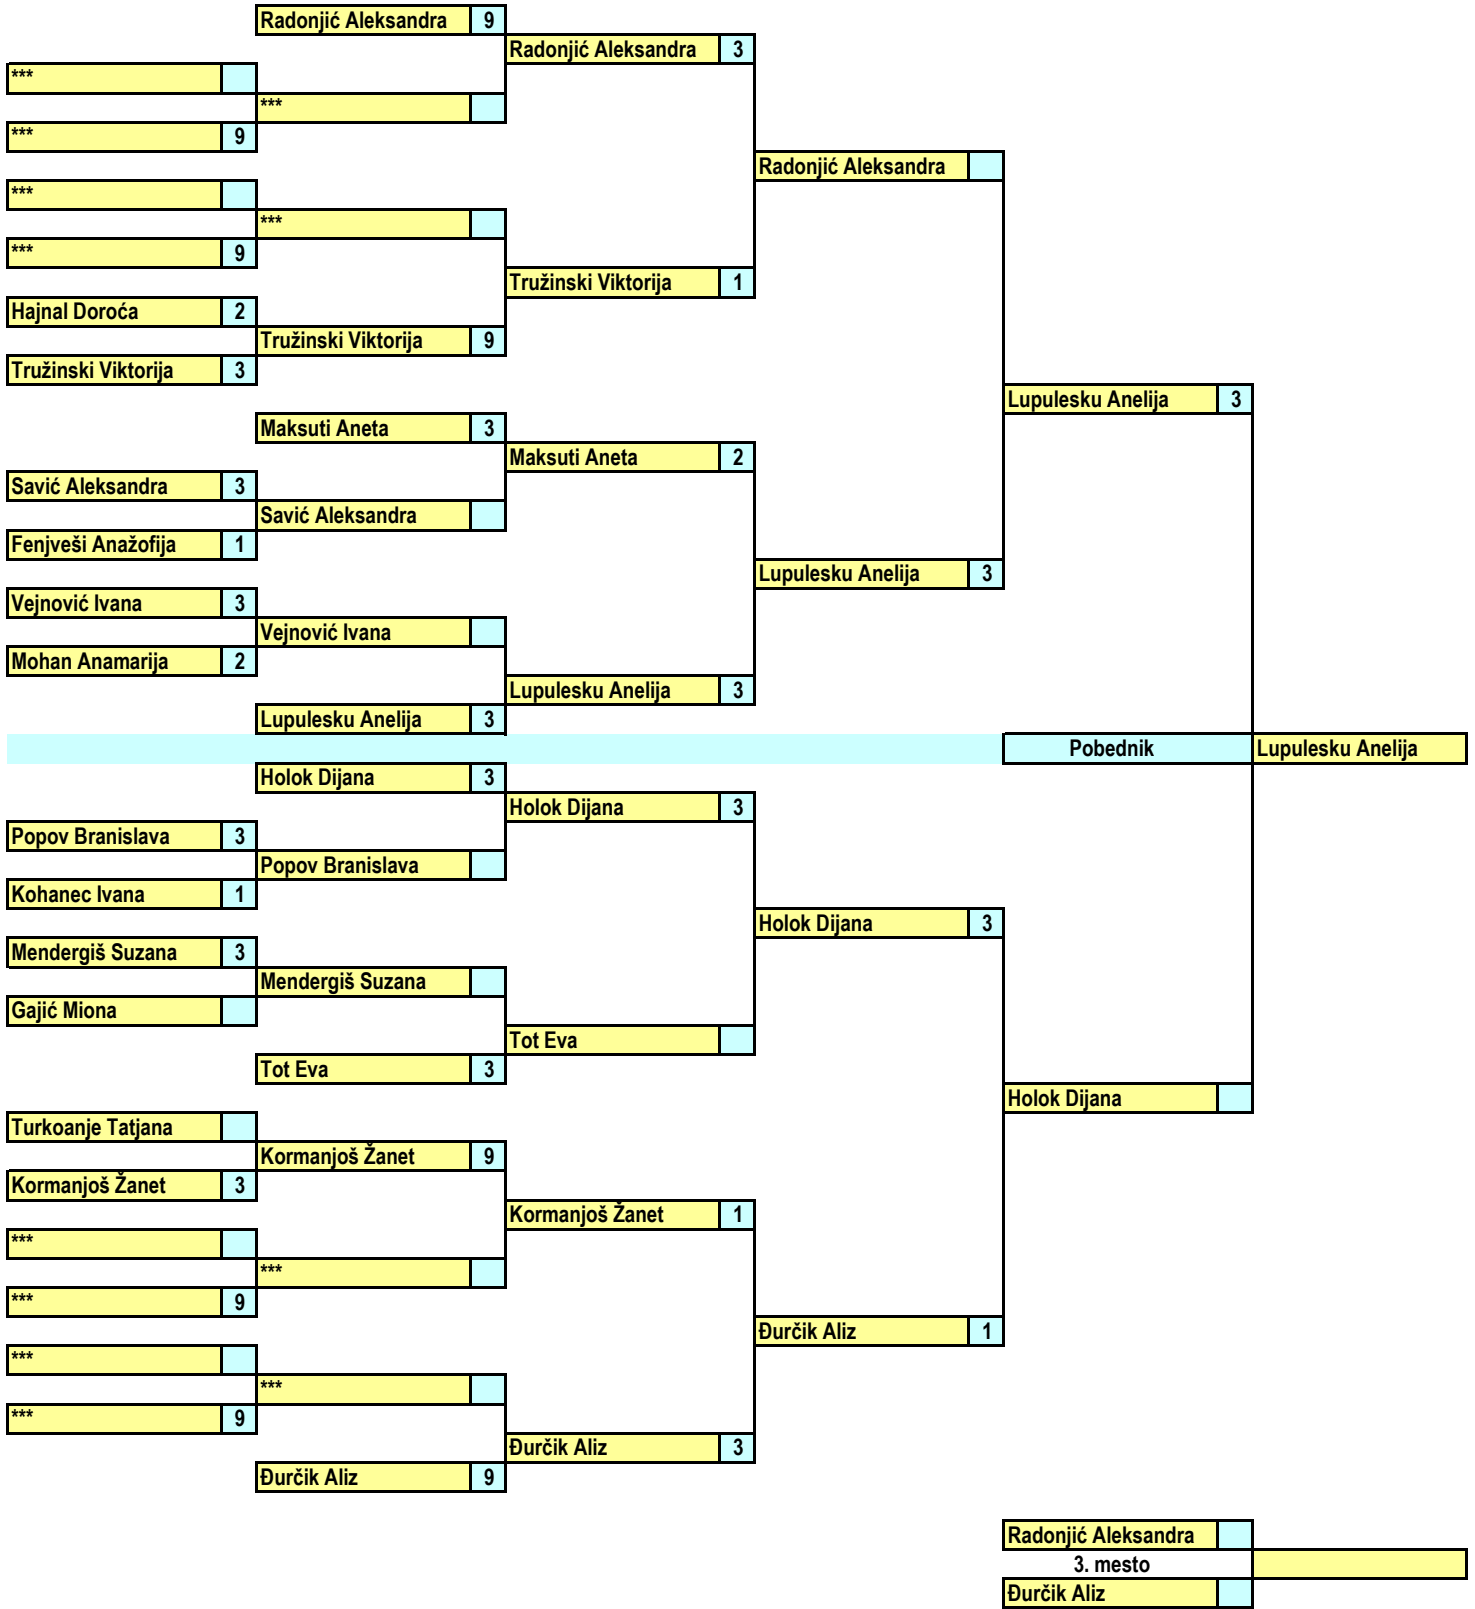 Radonjić Aleksandra 9
Radonjić Aleksandra 3
***
***
*** 9
Radonjić Aleksandra
***
***
*** 9
Tružinski Viktorija 1
Hajnal Doroća 2
Tružinski Viktorija 9
Tružinski Viktorija 3
Lupulesku Anelija 3
Maksuti Aneta 3
Maksuti Aneta 2
Savić Aleksandra 3
Savić Aleksandra
Fenjveši Anažofija 1
Lupulesku Anelija 3
Vejnović Ivana 3
Vejnović Ivana
Mohan Anamarija 2
Lupulesku Anelija 3
Lupulesku Anelija 3
Pobednik Lupulesku Anelija
Holok Dijana 3
Holok Dijana 3
Popov Branislava 3
Popov Branislava
Kohanec Ivana 1
Holok Dijana 3
Mendergiš Suzana 3
Mendergiš Suzana
Gajić Miona
Tot Eva
Tot Eva 3
Holok Dijana
Turkoanje Tatjana
Kormanjoš Žanet 9
Kormanjoš Žanet 3
Kormanjoš Žanet 1
***
***
*** 9
Đurčik Aliz 1
***
***
*** 9
Đurčik Aliz 3
Đurčik Aliz 9
Radonjić Aleksandra
3. mesto
Đurčik Aliz